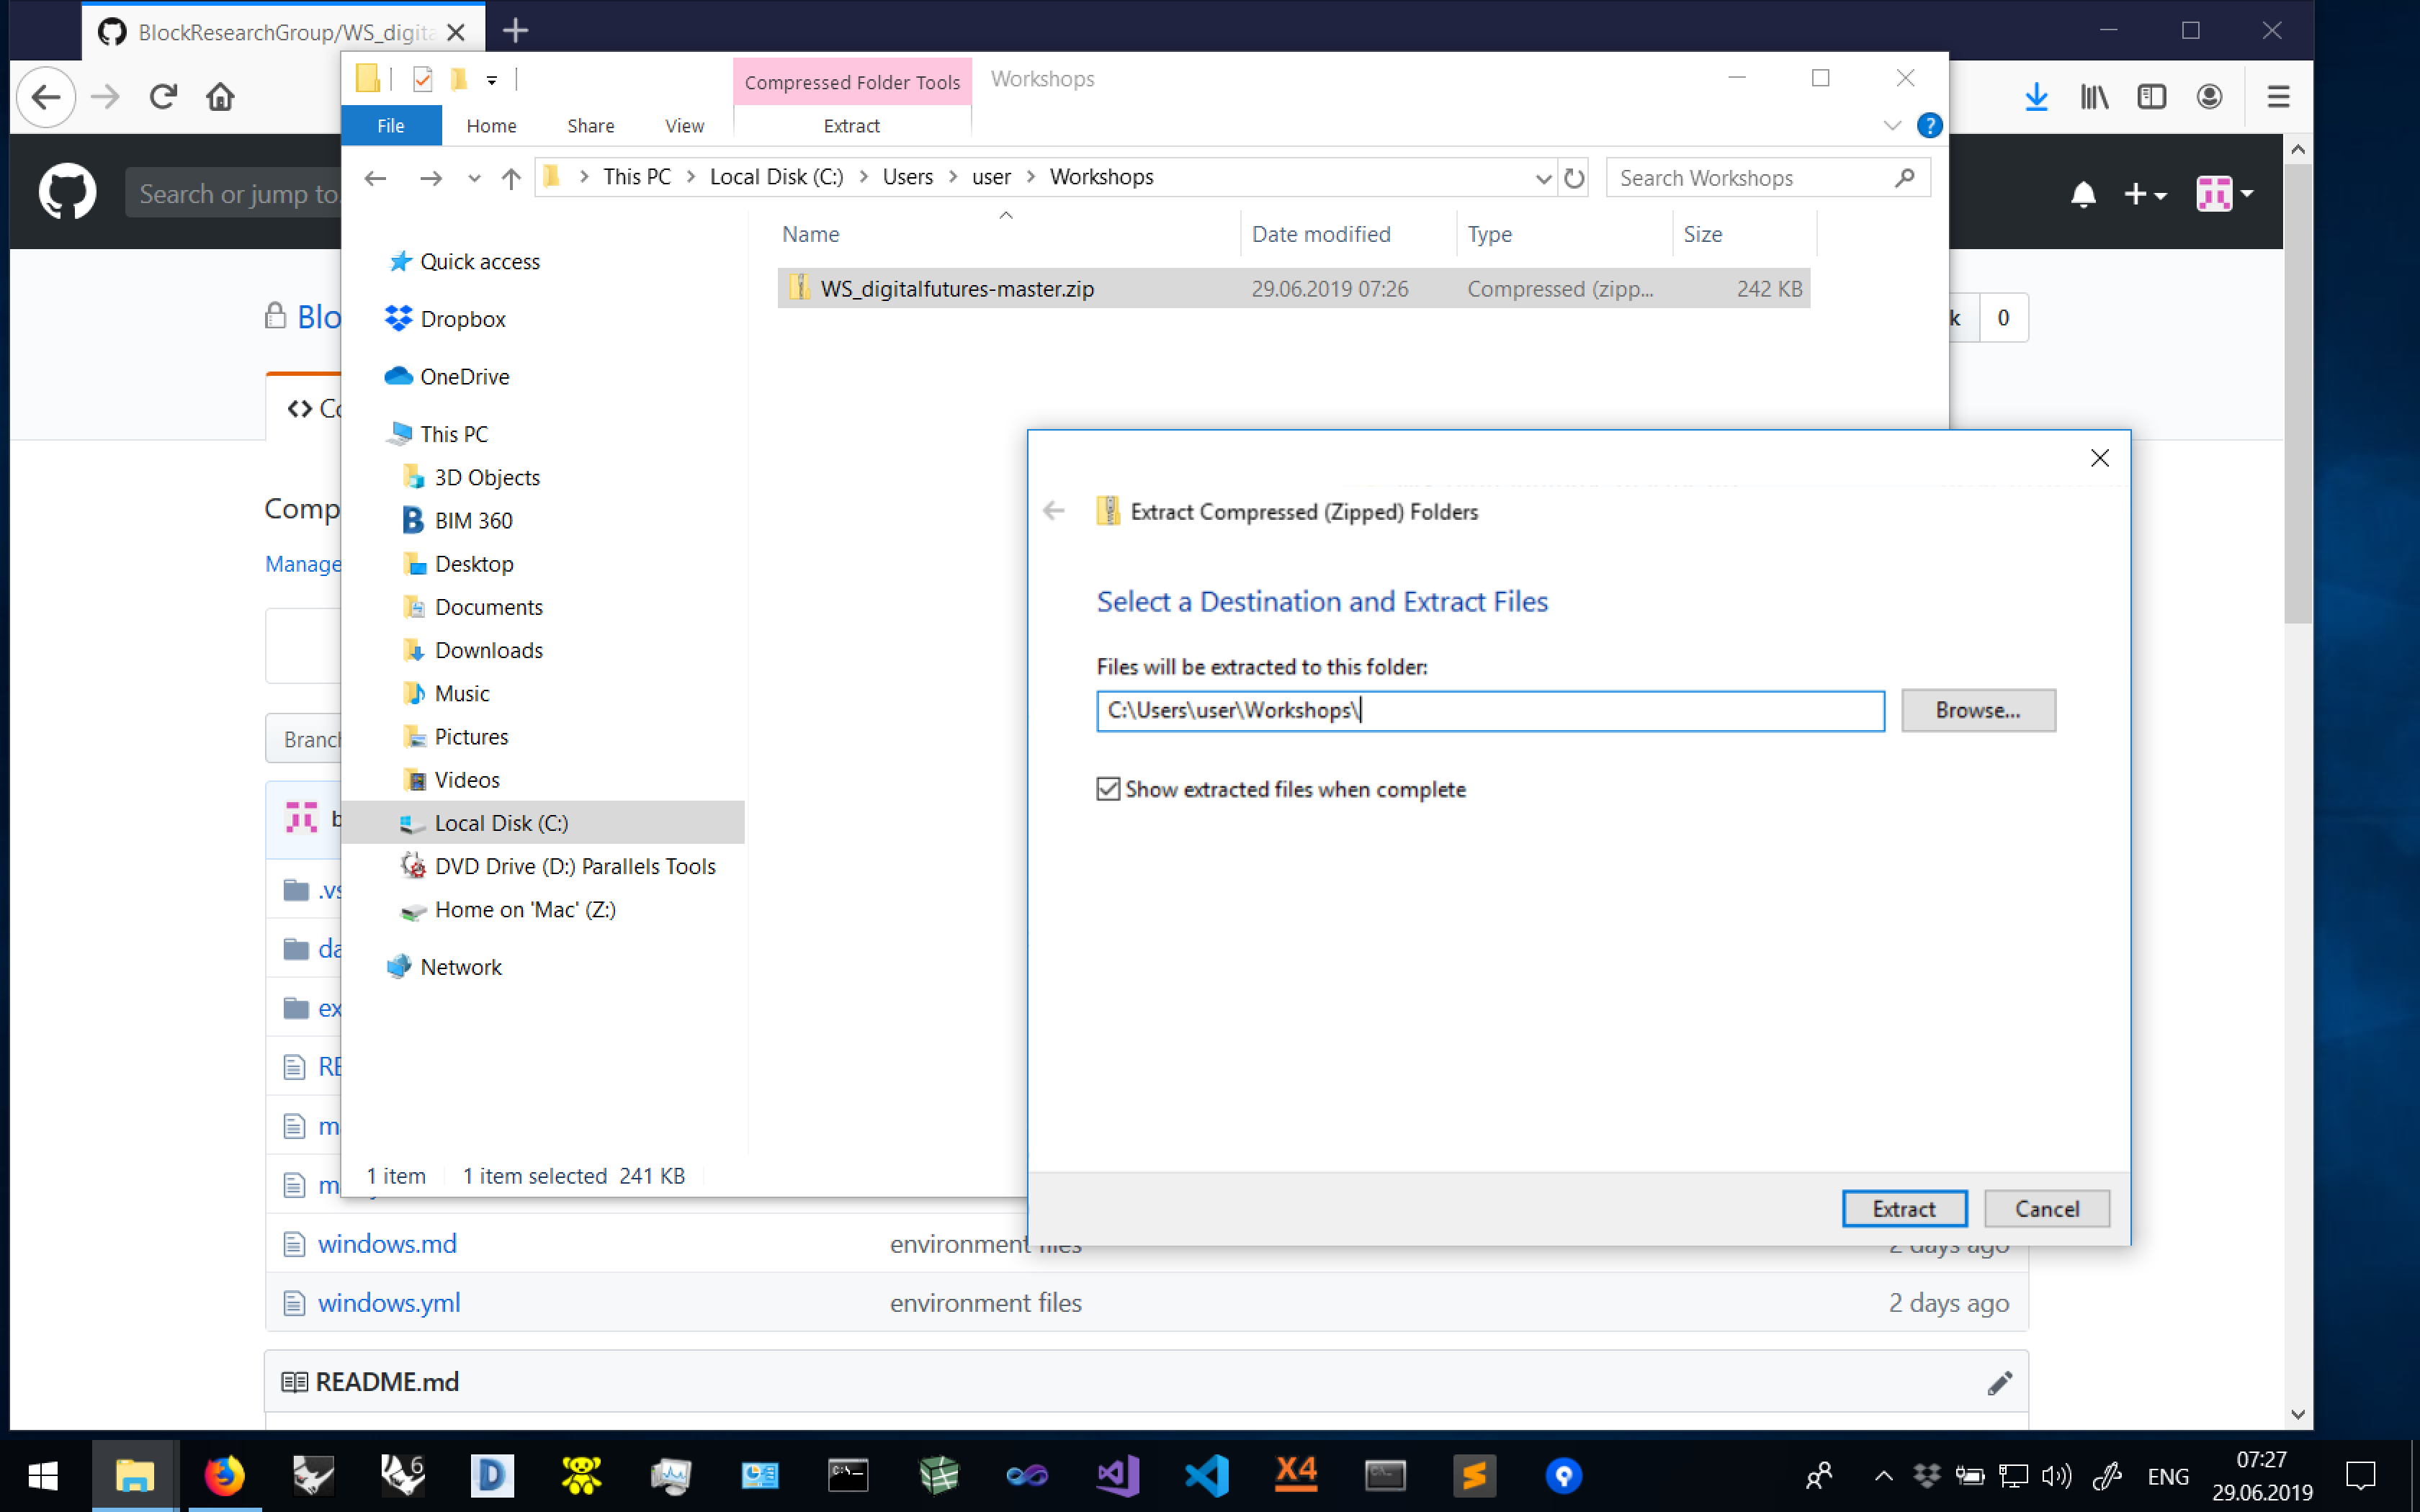 BlockResearchGroup/WS_digita
Compressed Folder Tools
Workshops
File
Home
Share
View
Extract
This PC > Local Disk (C:) > Users > user > Workshops
Search Workshops
Search or jump to
Name
Date modified
Type
Size
WS_digitalfutures-master.zip
29.06.2019 07:26
Compressed (zipp...
242 KB
Quick access
Dropbox
OneDrive
This PC
3D Objects
BIM 360
Desktop
Documents
Downloads
Music
Pictures
Videos
Local Disk (C:)
DVD Drive (D:) Parallels Tools
Home on 'Mac' (Z:)
Network
1 item
1 item selected 241 KB
Blo
k
0
Comp
Manage
Branch
Extract Compressed (Zipped) Folders
Select a Destination and Extract Files
Files will be extracted to this folder:
C:\Users\user\Workshops\
Browse...
Show extracted files when complete
Extract
Cancel
windows.md
environment files
2 days ago
windows.yml
environment files
2 days ago
README.md
6
X4
ENG
07:27
29.06.2019